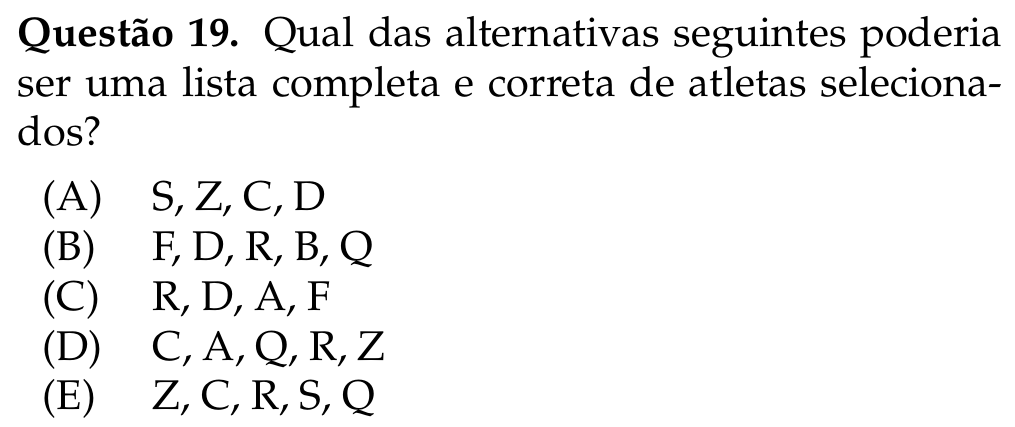 Questão 19. Qual das alternativas seguintes poderia
ser uma lista completa e correta de atletas seleciona-
dos?
(A) S, Z, C, D
(B) F, D, R, B, Q
(C) R, D, A, F
(D) C, A, Q, R, Z
(E) Z, C, R, S, Q